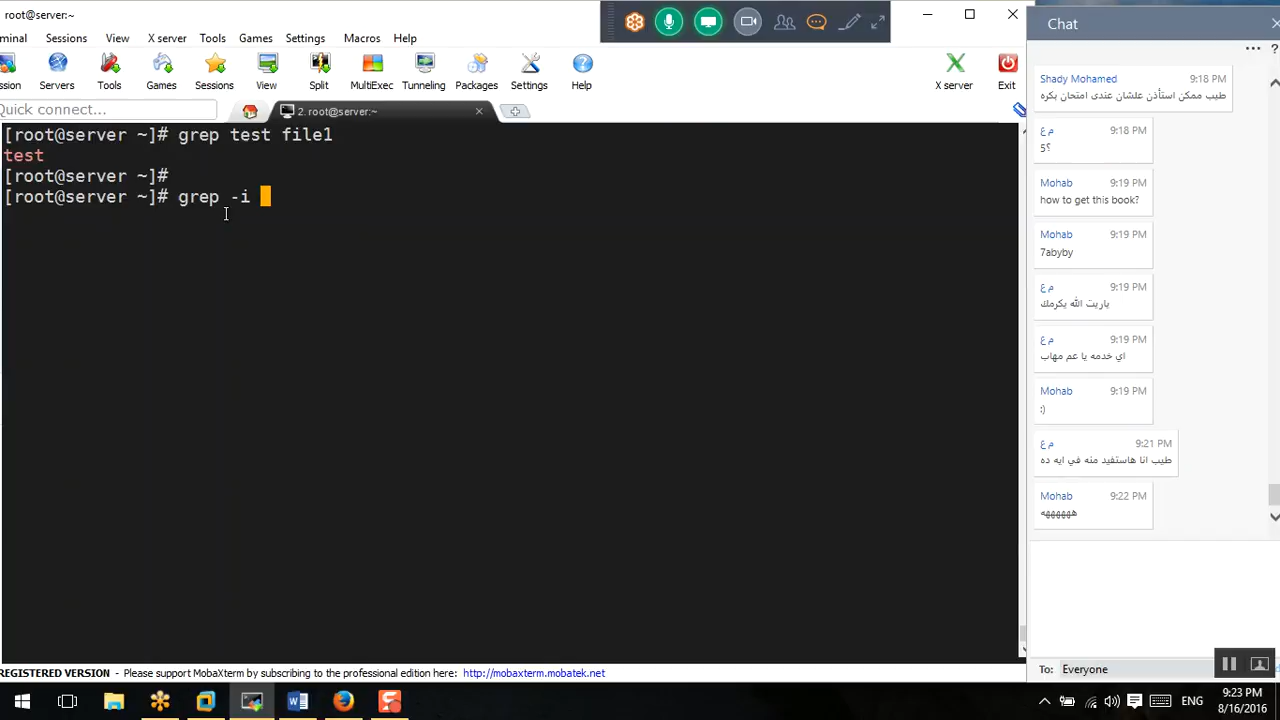 root@server:~
minal Sessions View X server Tools Games Settings Macros Help
ssion Servers Tools Games Sessions View Split MultiExec Tunneling Packages Settings Help X server Exit
Quick connect...
2. root@server:~
[root@server ~]# grep test file1
test
[root@server ~]#
[root@server ~]# grep -i
Chat
Shady Mohamed 9:18 PM
طيب ممكن استأذن علشان عندى امتحان بكره
م ع 9:18 PM
5؟
Mohab 9:19 PM
how to get this book?
Mohab 9:19 PM
7abyby
م ع 9:19 PM
ياريت الله يكرمك
م ع 9:19 PM
اي خدمه يا عم مهاب
Mohab 9:19 PM
:)
م ع 9:21 PM
طيب انا هاستفيد منه في ايه ده
Mohab 9:22 PM
To: Everyone
REGISTERED VERSION - Please support MobaXterm by subscribing to the professional edition here: http://mobaxterm.mobatek.net
ENG
9:23 PM
8/16/2016